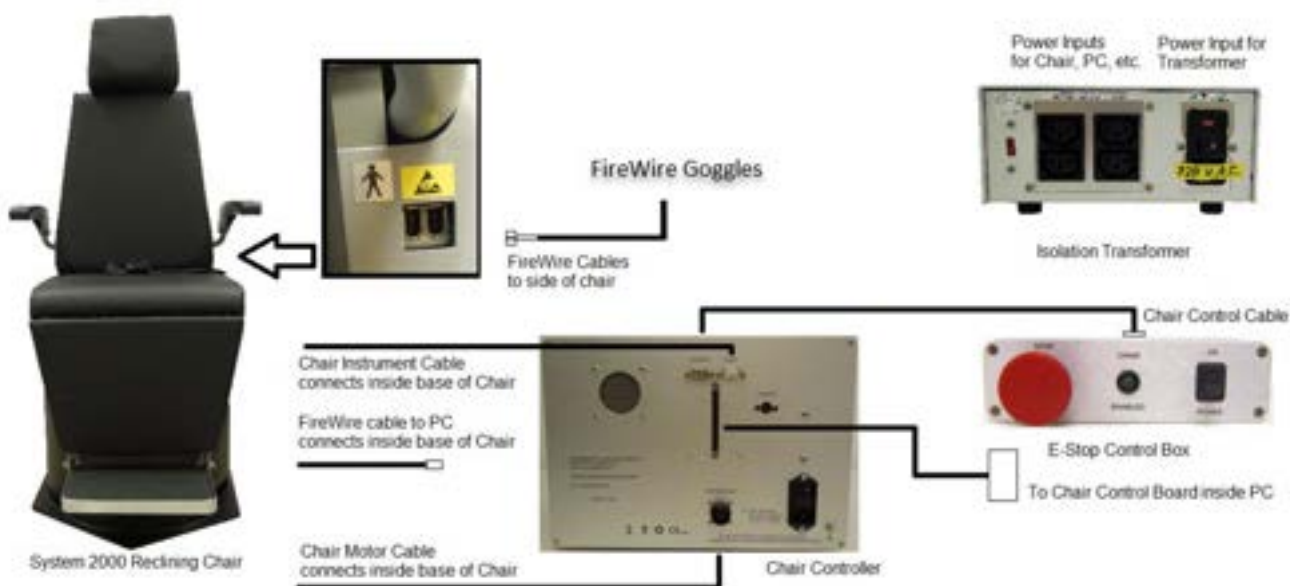 Power Inputs
for Chair, PC, etc.
Power Input for
Transformer
FireWire Goggles
Isolation Transformer
FireWire Cables
to side of chair
Chair Control Cable
Chair Instrument Cable
connects inside base of Chair
FireWire cable to PC
connects inside base of Chair
E-Stop Control Box
To Chair Control Board inside PC
System 2000 Reclining Chair
Chair Motor Cable
connects inside base of Chair
Chair Controller